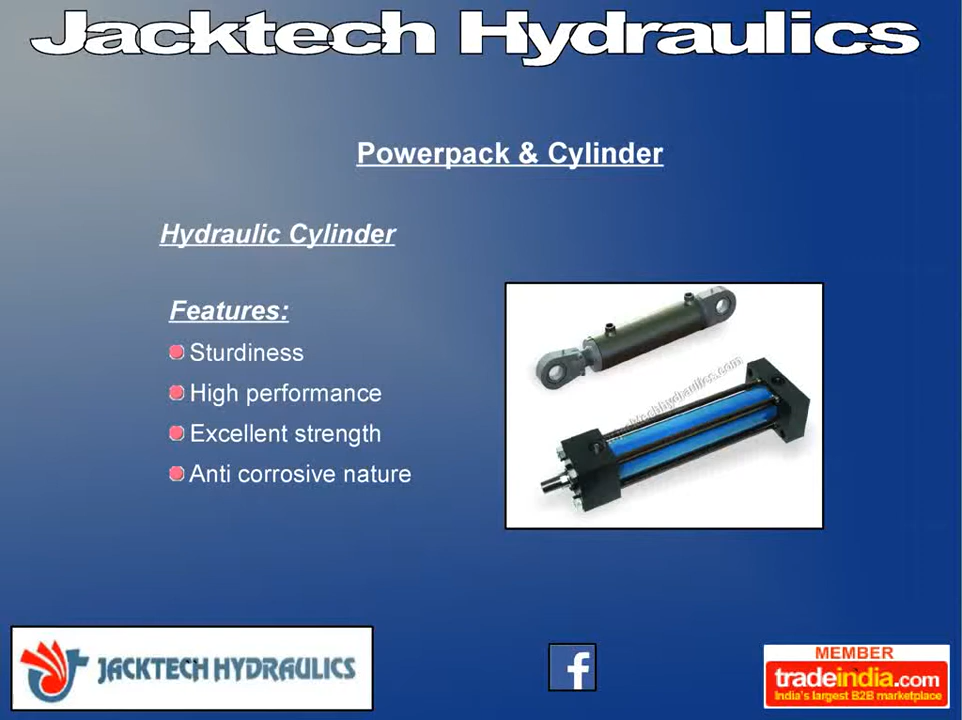 Jacktech Hydraulics
Powerpack & Cylinder
Hydraulic Cylinder
Features:
Sturdiness
High performance
Excellent strength
Anti corrosive nature
JACKTECH HYDRAULICS
f
MEMBER
tradeindia.com
India's largest B2B marketplace